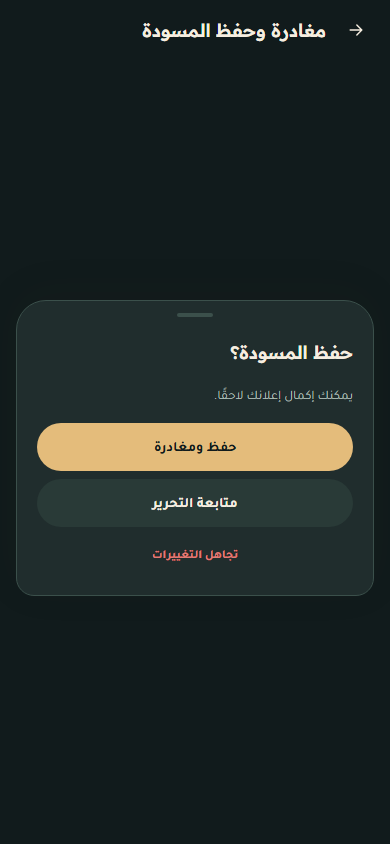 مغادرة وحفظ المسودة
حفظ المسودة؟
يمكنك إكمال إعلانك لاحقًا.
حفظ ومغادرة
متابعة التحرير
تجاهل التغييرات